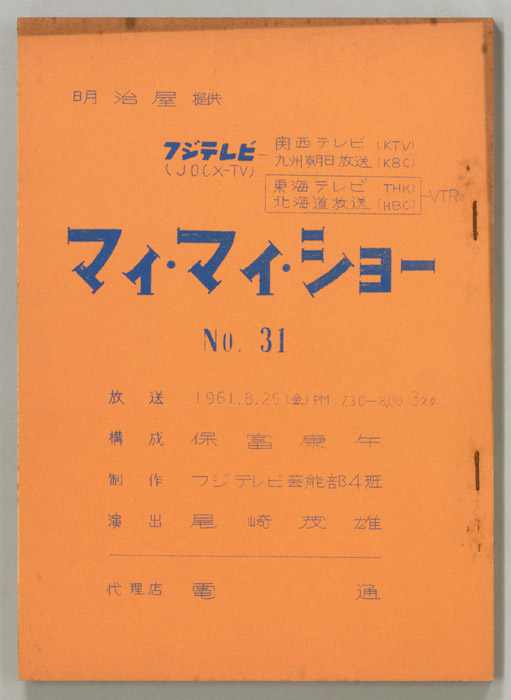 明治屋 提供
フジテレビ
(JOCX-TV)
関西テレビ (KTV)
九州朝日放送 (KBC)
東海テレビ (THK)
北海道放送 (HBC)
VTR
マイ・マイ・ショー
No. 31
放送 1961.8.25 (金) PM 7.30-8.00 3スタ
構成 保富康午
制作 フジテレビ芸能部4班
演出 尾崎茂雄
代理店 電通